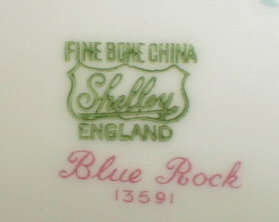 FINE BONE CHINA
Shelley
ENGLAND
Blue Rock
13591